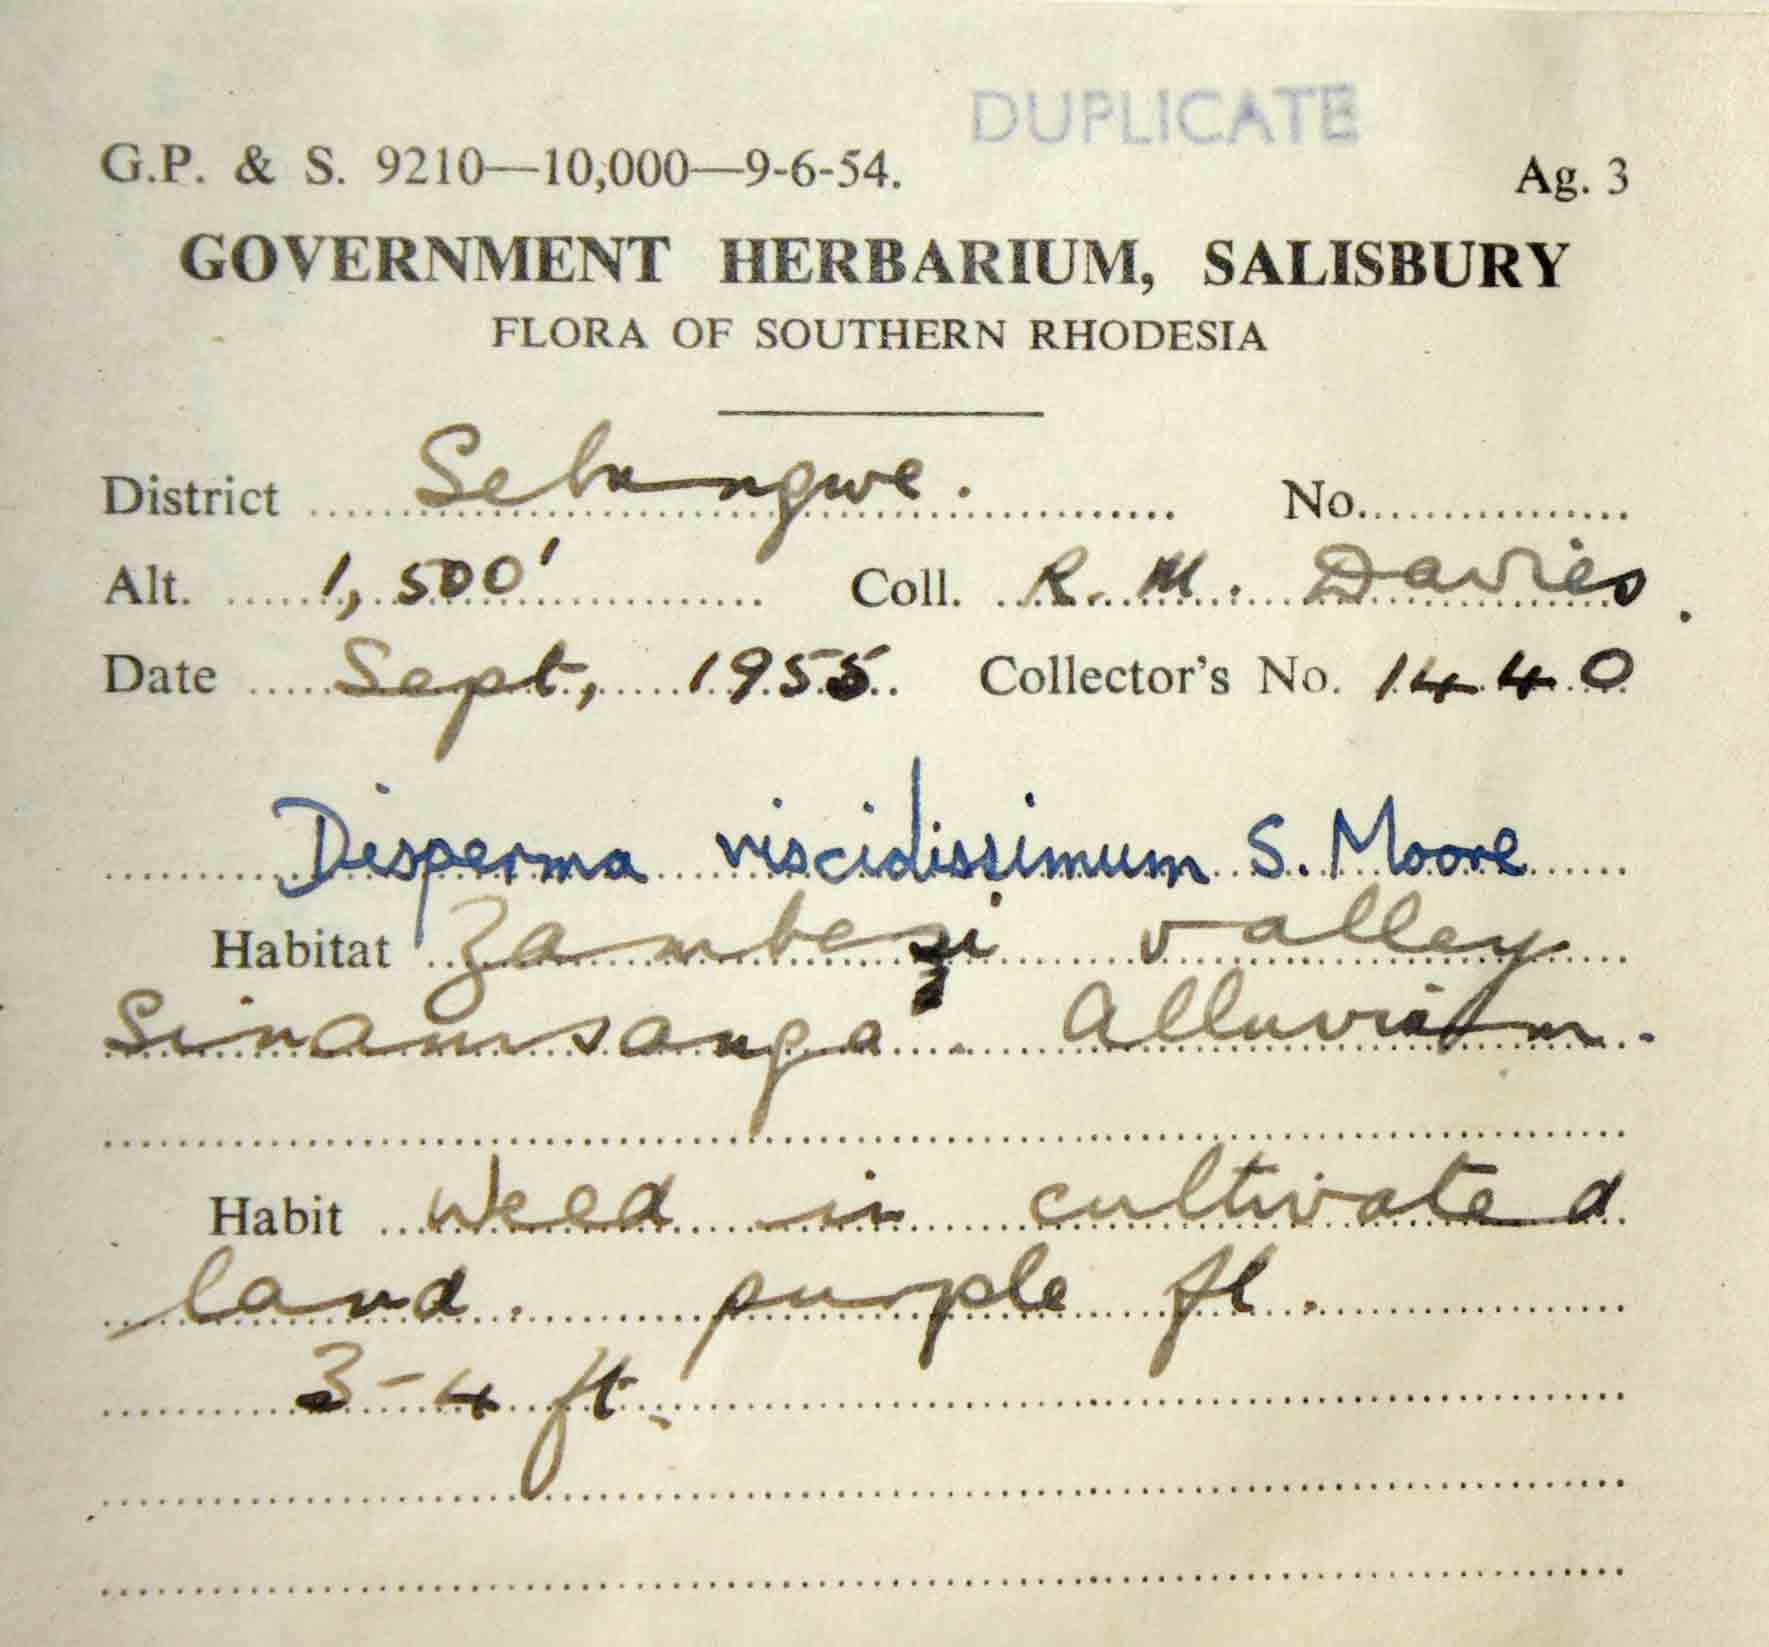 DUPLICATE
G.P. & S. 9210—10,000—9-6-54. Ag. 3
GOVERNMENT HERBARIUM, SALISBURY
FLORA OF SOUTHERN RHODESIA
District Sebungwe. No.
Alt. 1,500' Coll. R. M. Davies.
Date Sept, 1955 Collector's No. 1440
Disperma viscidissimum S. Moore
Habitat Zambezi valley
Sinamsanga. Alluvium.
Habit Weed in cultivated
land. purple fl.
3-4 ft.